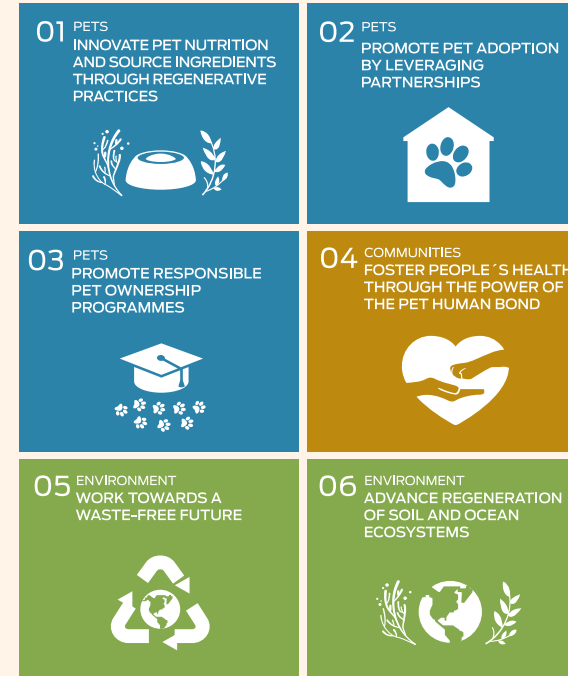 01 PETS
INNOVATE PET NUTRITION
AND SOURCE INGREDIENTS
THROUGH REGENERATIVE
PRACTICES
02 PETS
PROMOTE PET ADOPTION
BY LEVERAGING
PARTNERSHIPS
03 PETS
PROMOTE RESPONSIBLE
PET OWNERSHIP
PROGRAMMES
04 COMMUNITIES
FOSTER PEOPLE´S HEALTH
THROUGH THE POWER OF
THE PET HUMAN BOND
05 ENVIRONMENT
WORK TOWARDS A
WASTE-FREE FUTURE
06 ENVIRONMENT
ADVANCE REGENERATION
OF SOIL AND OCEAN
ECOSYSTEMS